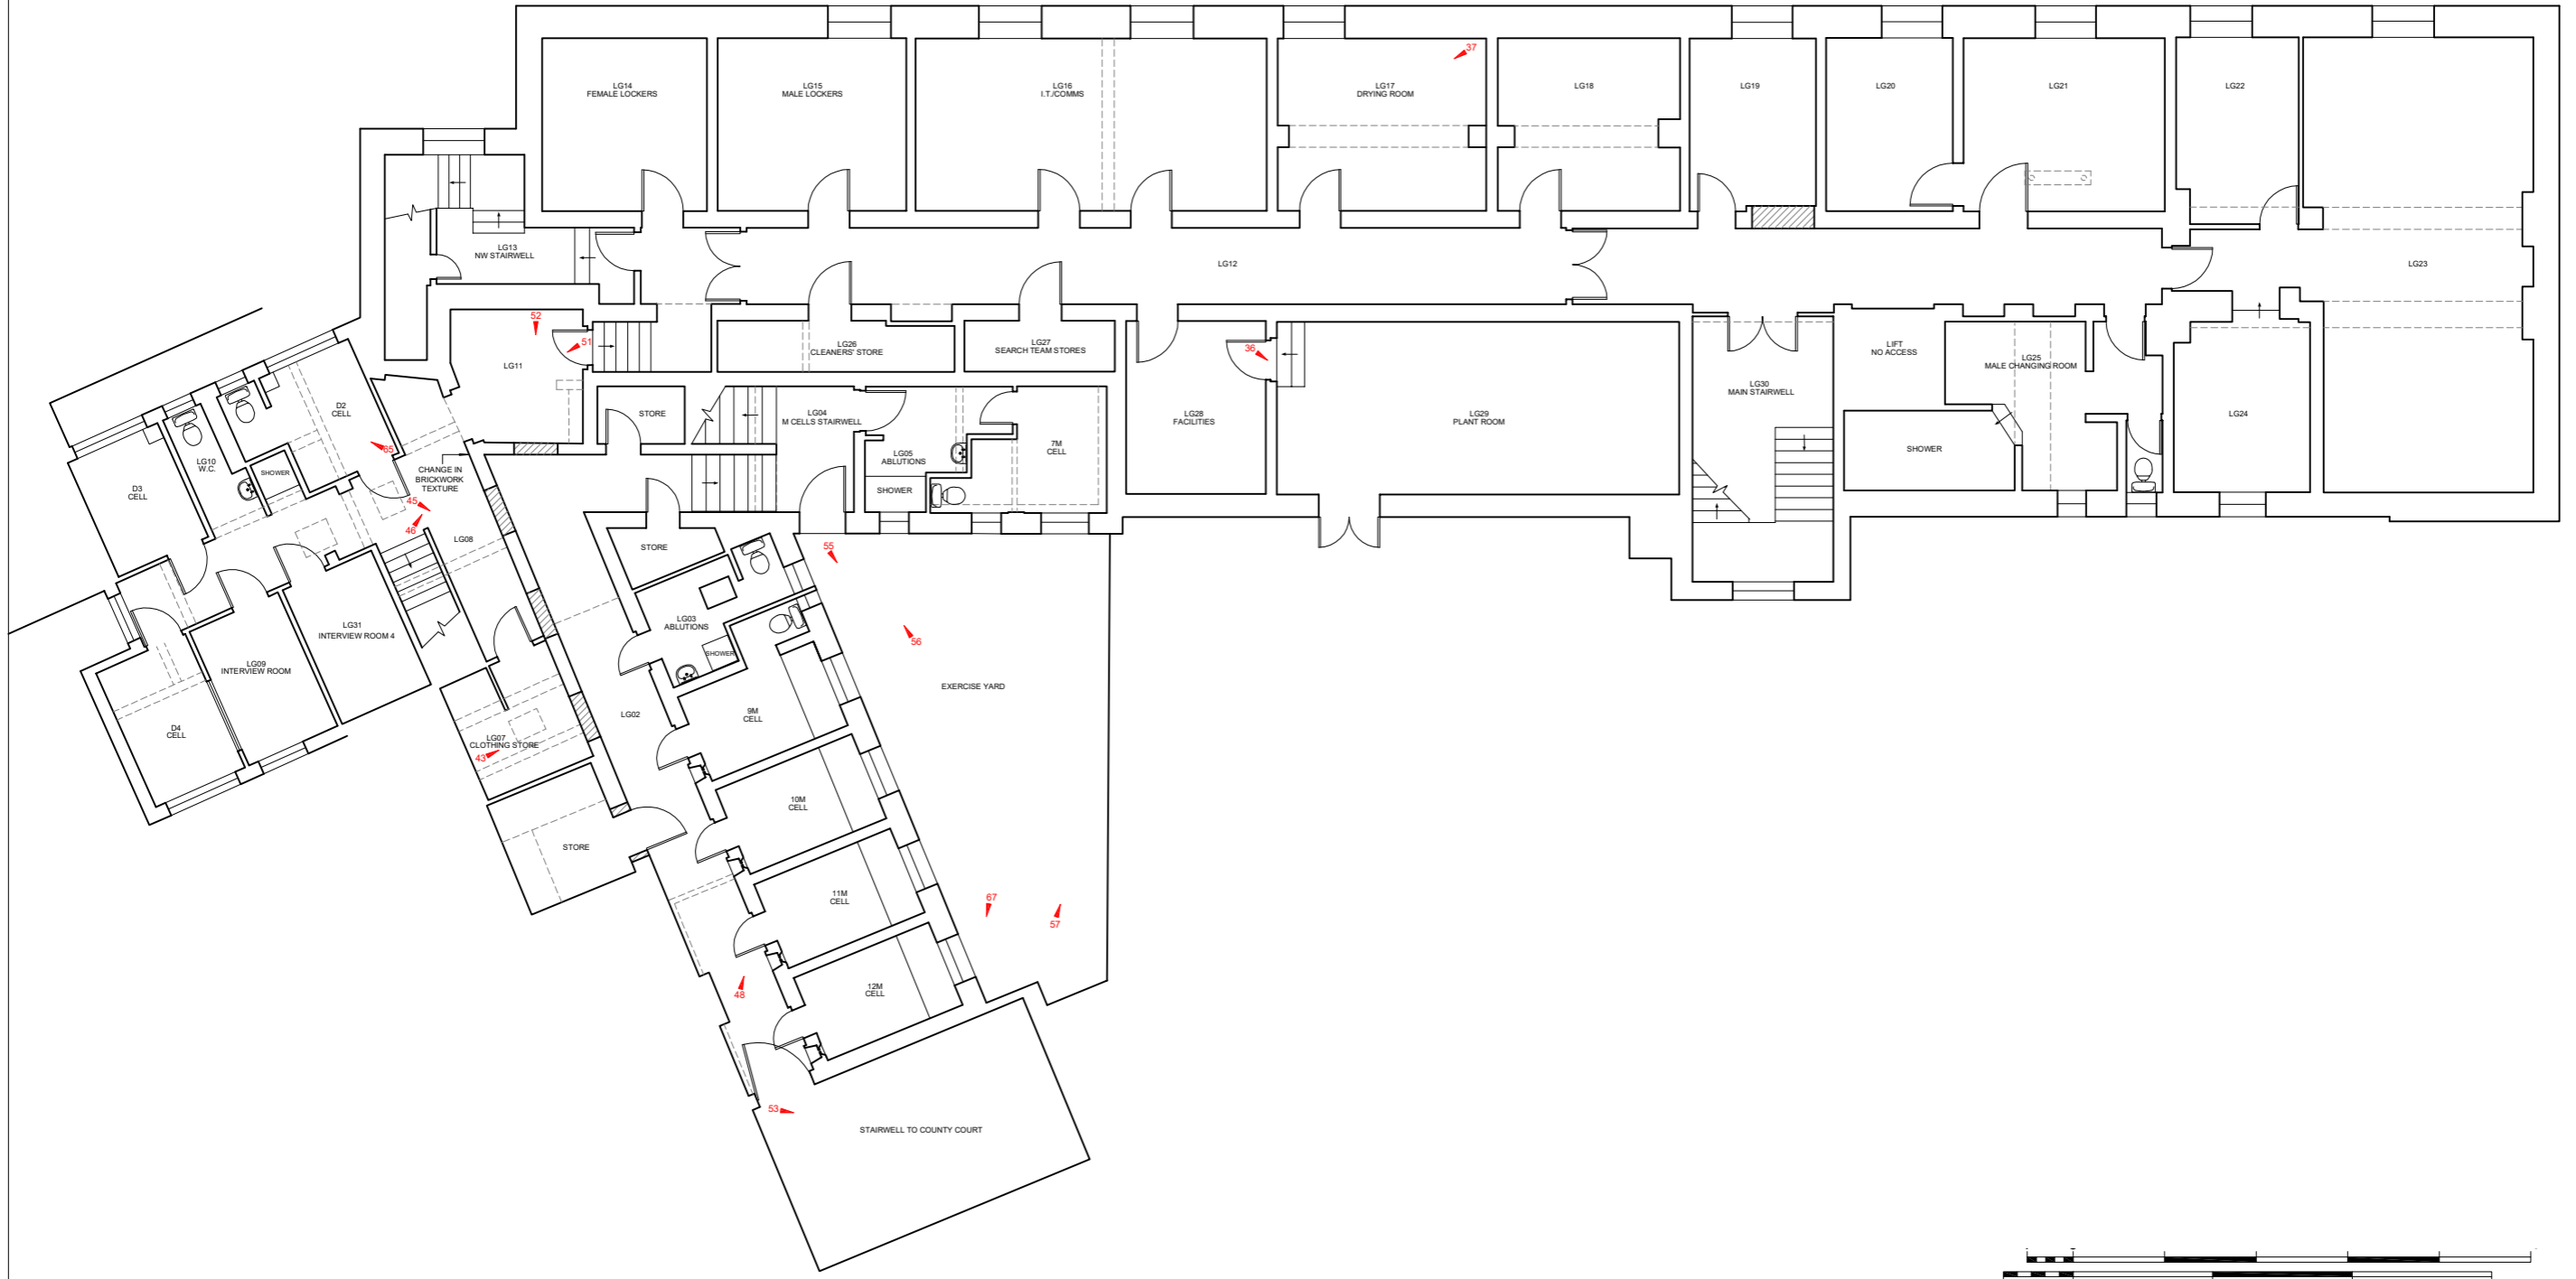 37
LG14
FEMALE LOCKERS
LG15
MALE LOCKERS
LG16
I.T./COMMS
LG17
DRYING ROOM
LG18
LG19
LG20
LG21
LG22
LG13
NW STAIRWELL
LG12
LG23
52
51
LG11
LG26
CLEANERS' STORE
LG27
SEARCH TEAM STORES
36
LIFT
NO ACCESS
LG25
MALE CHANGING ROOM
LG30
MAIN STAIRWELL
D2
CELL
STORE
LG04
M CELLS STAIRWELL
LG28
FACILITIES
LG29
PLANT ROOM
LG24
65
7M
CELL
LG05
ABLUTIONS
SHOWER
LG10
W.C.
SHOWER
CHANGE IN
BRICKWORK
TEXTURE
D3
CELL
SHOWER
45
46
LG08
STORE
55
LG03
ABLUTIONS
SHOWER
LG31
INTERVIEW ROOM 4
56
LG09
INTERVIEW ROOM
EXERCISE YARD
D4
CELL
LG02
9M
CELL
LG07
CLOTHING STORE
43
10M
CELL
STORE
11M
CELL
67
57
48
12M
CELL
53
STAIRWELL TO COUNTY COURT